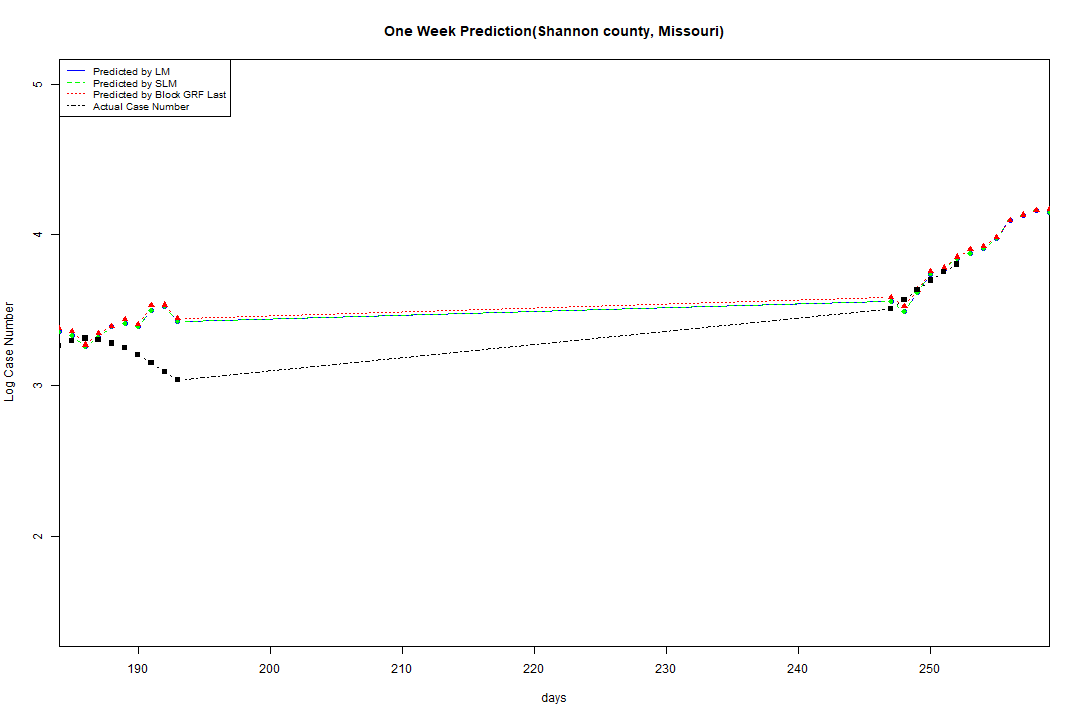 One Week Prediction(Shannon county, Missouri)
Predicted by LM
Predicted by SLM
Predicted by Block GRF Last
Actual Case Number
5
4
3
2
Log Case Number
190 200 210 220 230 240 250
days